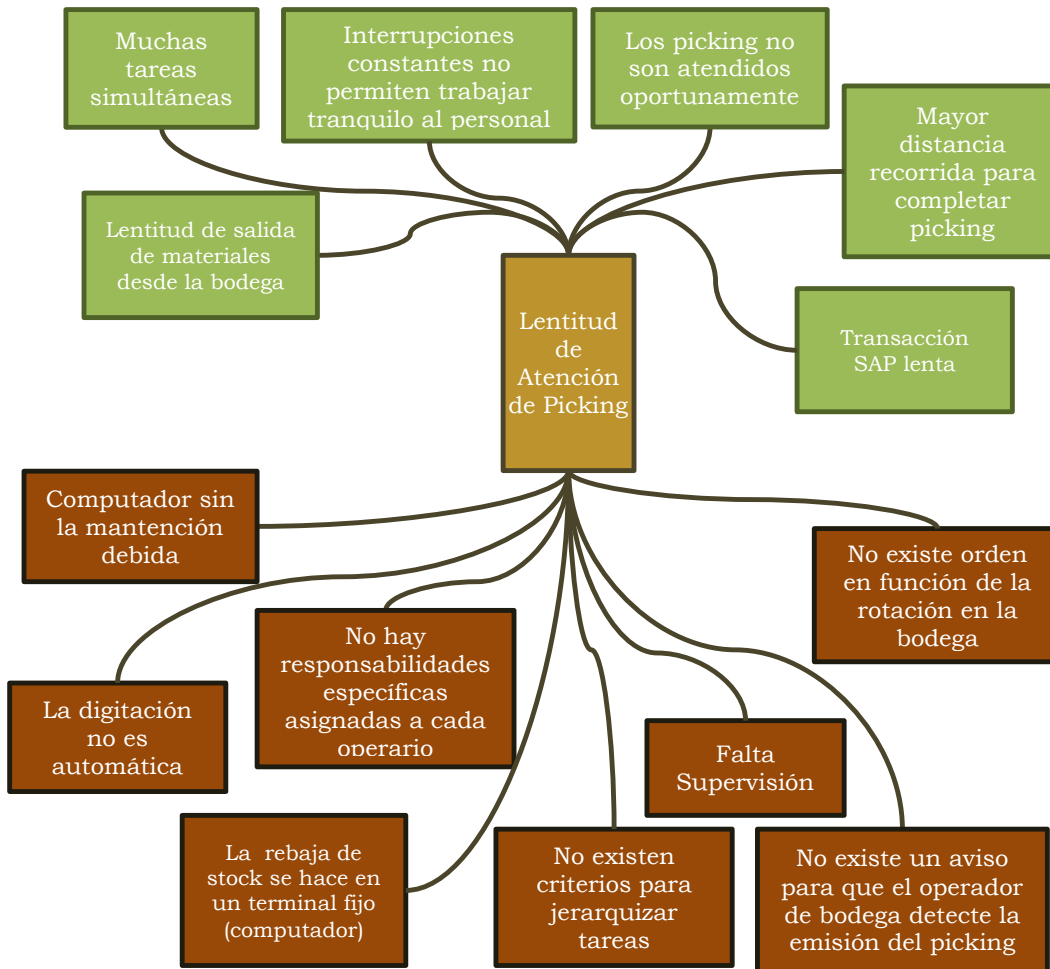 Muchas
tareas
simultáneas
Interrupciones
constantes no
permiten trabajar
tranquilo al personal
Los picking no
son atendidos
oportunamente
Mayor
distancia
recorrida para
completar
picking
Lentitud de salida
de materiales
desde la bodega
Lentitud
de
Atención
de Picking
Transacción
SAP lenta
Computador sin
la mantención
debida
No existe orden
en función de la
rotación en la
bodega
No hay
responsabilidades
específicas
asignadas a cada
operario
La digitación
no es
automática
Falta
Supervisión
La rebaja de
stock se hace en
un terminal fijo
(computador)
No existen
criterios para
jerarquizar
tareas
No existe un aviso
para que el operador
de bodega detecte la
emisión del picking